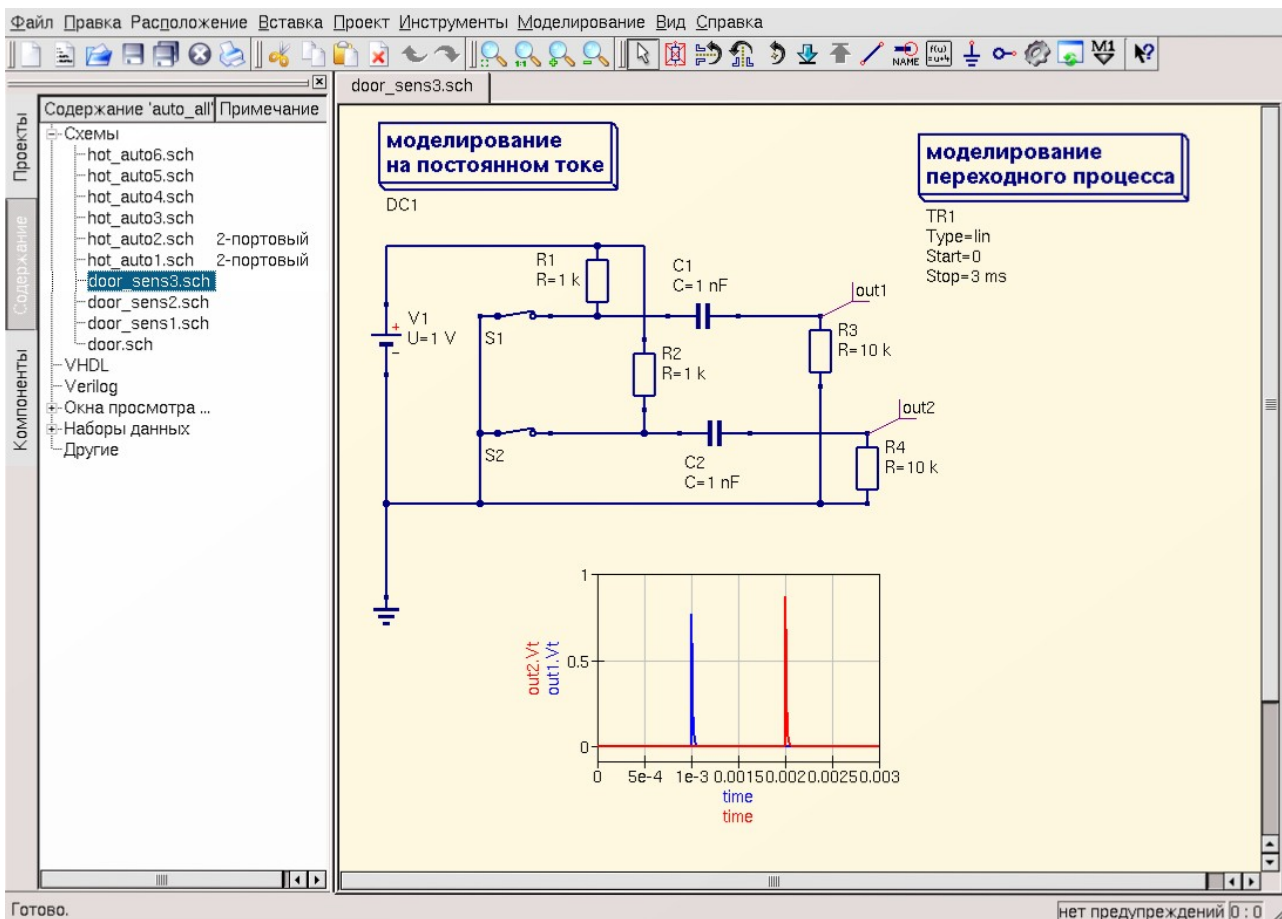 Файл Правка Расположение Вставка Проект Инструменты Моделирование Вид Справка
NAME
f(u)
=u+4
M1
door_sens3.sch
Проекты
Содержание
Компоненты
Содержание 'auto_all' Примечание
Схемы
hot_auto6.sch
hot_auto5.sch
hot_auto4.sch
hot_auto3.sch
hot_auto2.sch 2-портовый
hot_auto1.sch 2-портовый
door_sens3.sch
door_sens2.sch
door_sens1.sch
door.sch
VHDL
Verilog
Окна просмотра ...
Наборы данных
Другие
моделирование
на постоянном токе
DC1
моделирование
переходного процесса
TR1
Type=lin
Start=0
Stop=3 ms
R1
R=1 k
C1
C=1 nF
out1
V1
U=1 V
S1
R3
R=10 k
R2
R=1 k
out2
S2
C2
C=1 nF
R4
R=10 k
1
0.5
0
out2.Vt
out1.Vt
0 5e-4 1e-3 0.0015 0.002 0.0025 0.003
time
time
Готово.
нет предупреждений 0 : 0